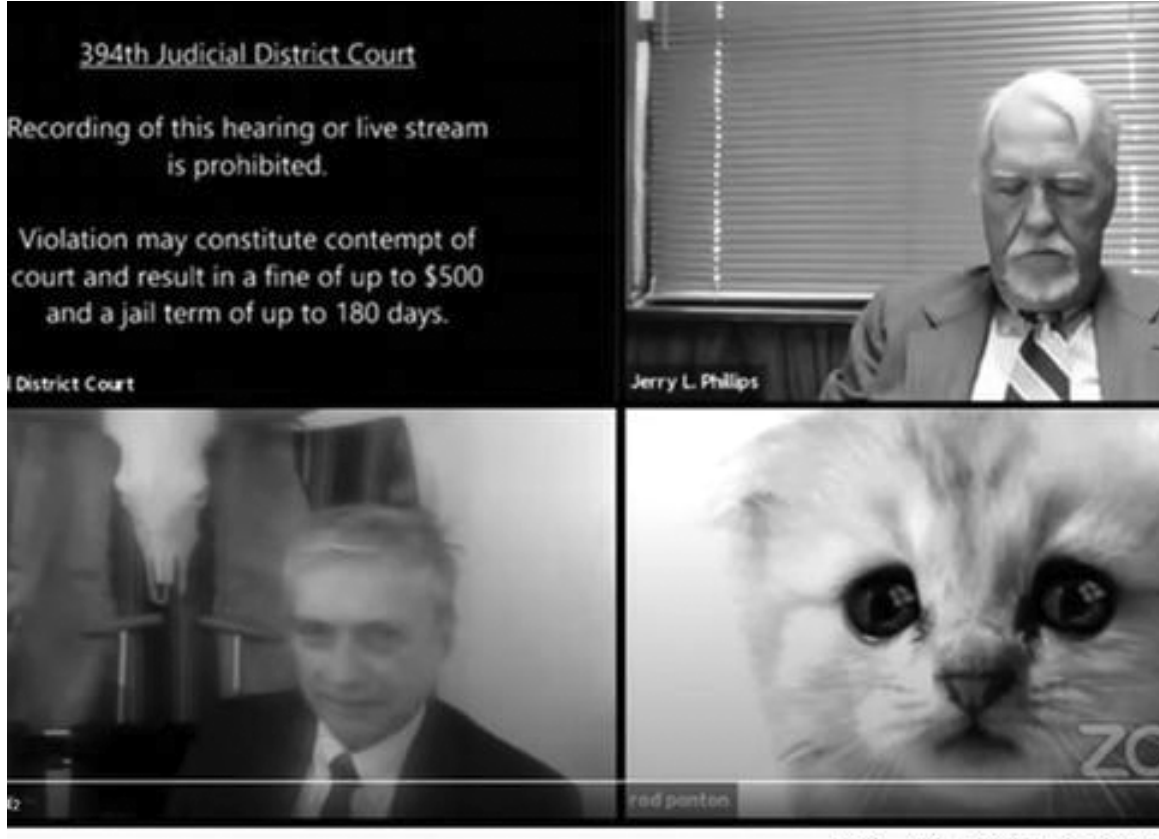 394th Judicial District Court
Recording of this hearing or live stream
is prohibited.
Violation may constitute contempt of
court and result in a fine of up to $500
and a jail term of up to 180 days.
l District Court
Jerry L. Phillips
rod ponton
ZO